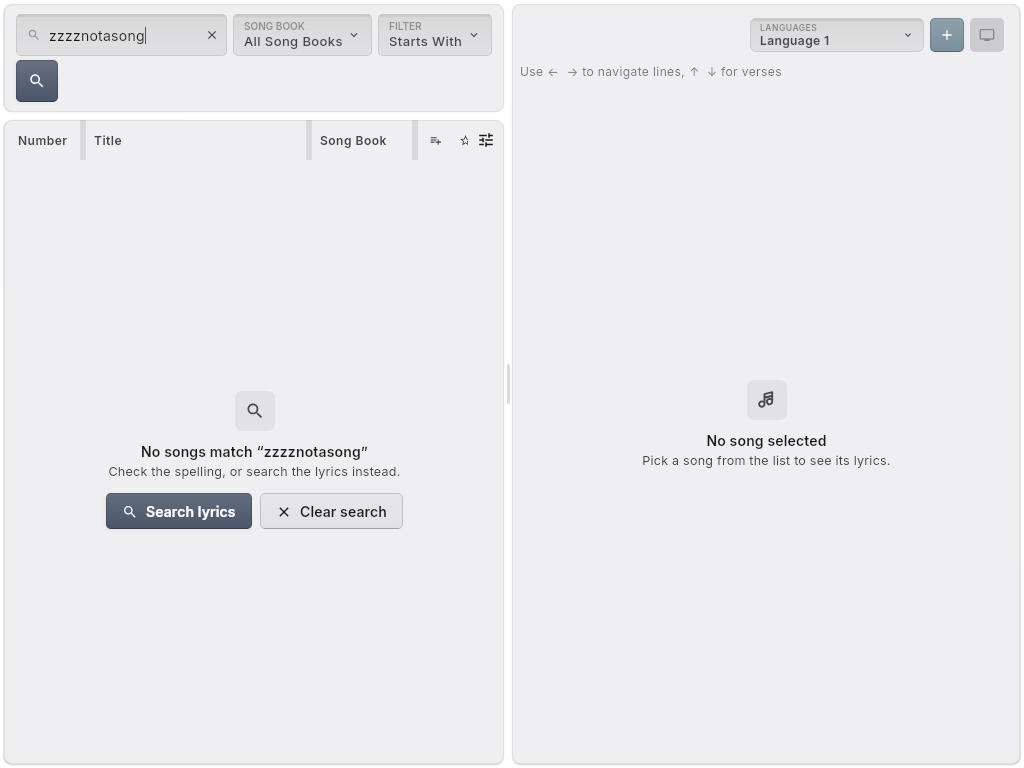 zzzznotasong
SONG BOOK
All Song Books
FILTER
Starts With
Number
Title
Song Book
No songs match “zzzznotasong”
Check the spelling, or search the lyrics instead.
Search lyrics
Clear search
LANGUAGES
Language 1
Use ← → to navigate lines, ↑ ↓ for verses
No song selected
Pick a song from the list to see its lyrics.